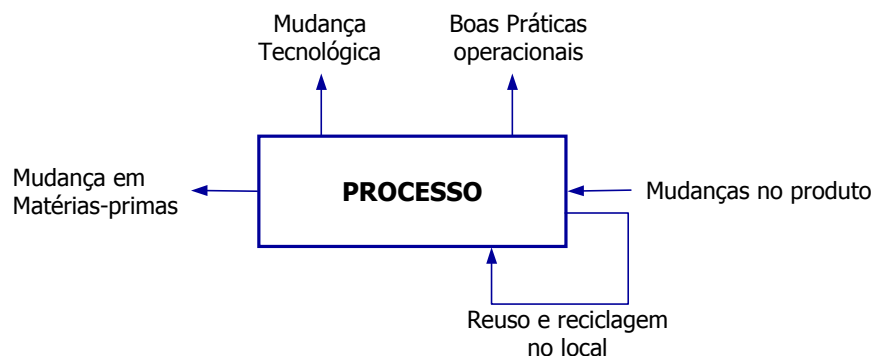 Mudança
Tecnológica
Boas Práticas
operacionais
Mudança em
Matérias-primas
PROCESSO
Mudanças no produto
Reuso e reciclagem
no local